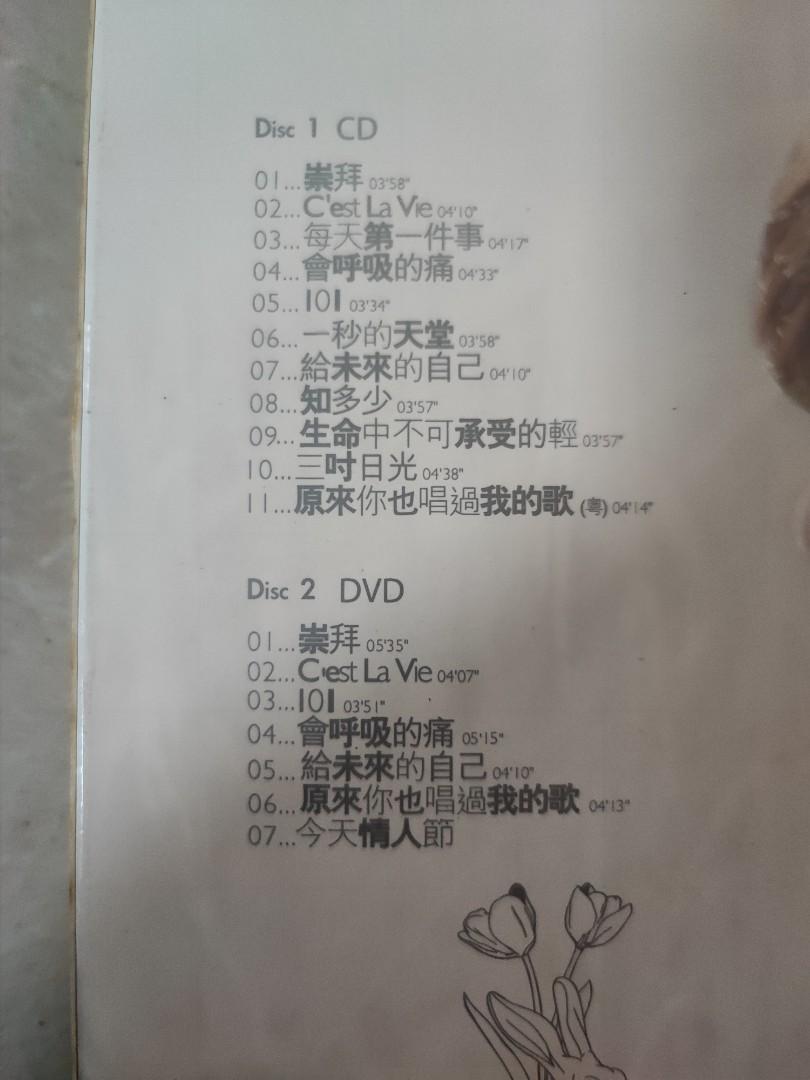 Disc 1 CD
01...崇拜 03'58"
02...C'est La Vie 04'10"
03...每天第一件事 04'17"
04...會呼吸的痛 04'33"
05...101 03'34"
06...一秒的天堂 03'58"
07...給未來的自己 04'10"
08...知多少 03'57"
09...生命中不可承受的輕 03'57"
10...三吋日光 04'38"
11...原來你也唱過我的歌 (粵) 04'14"
Disc 2 DVD
01...崇拜 05'35"
02...C'est La Vie 04'07"
03...101 03'51"
04...會呼吸的痛 05'15"
05...給未來的自己 04'10"
06...原來你也唱過我的歌 04'13"
07...今天情人節